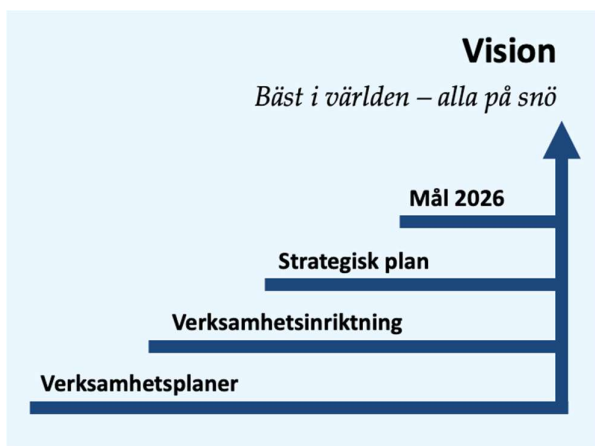 Vision
Bäst i världen – alla på snö
Mål 2026
Strategisk plan
Verksamhetsinriktning
Verksamhetsplaner